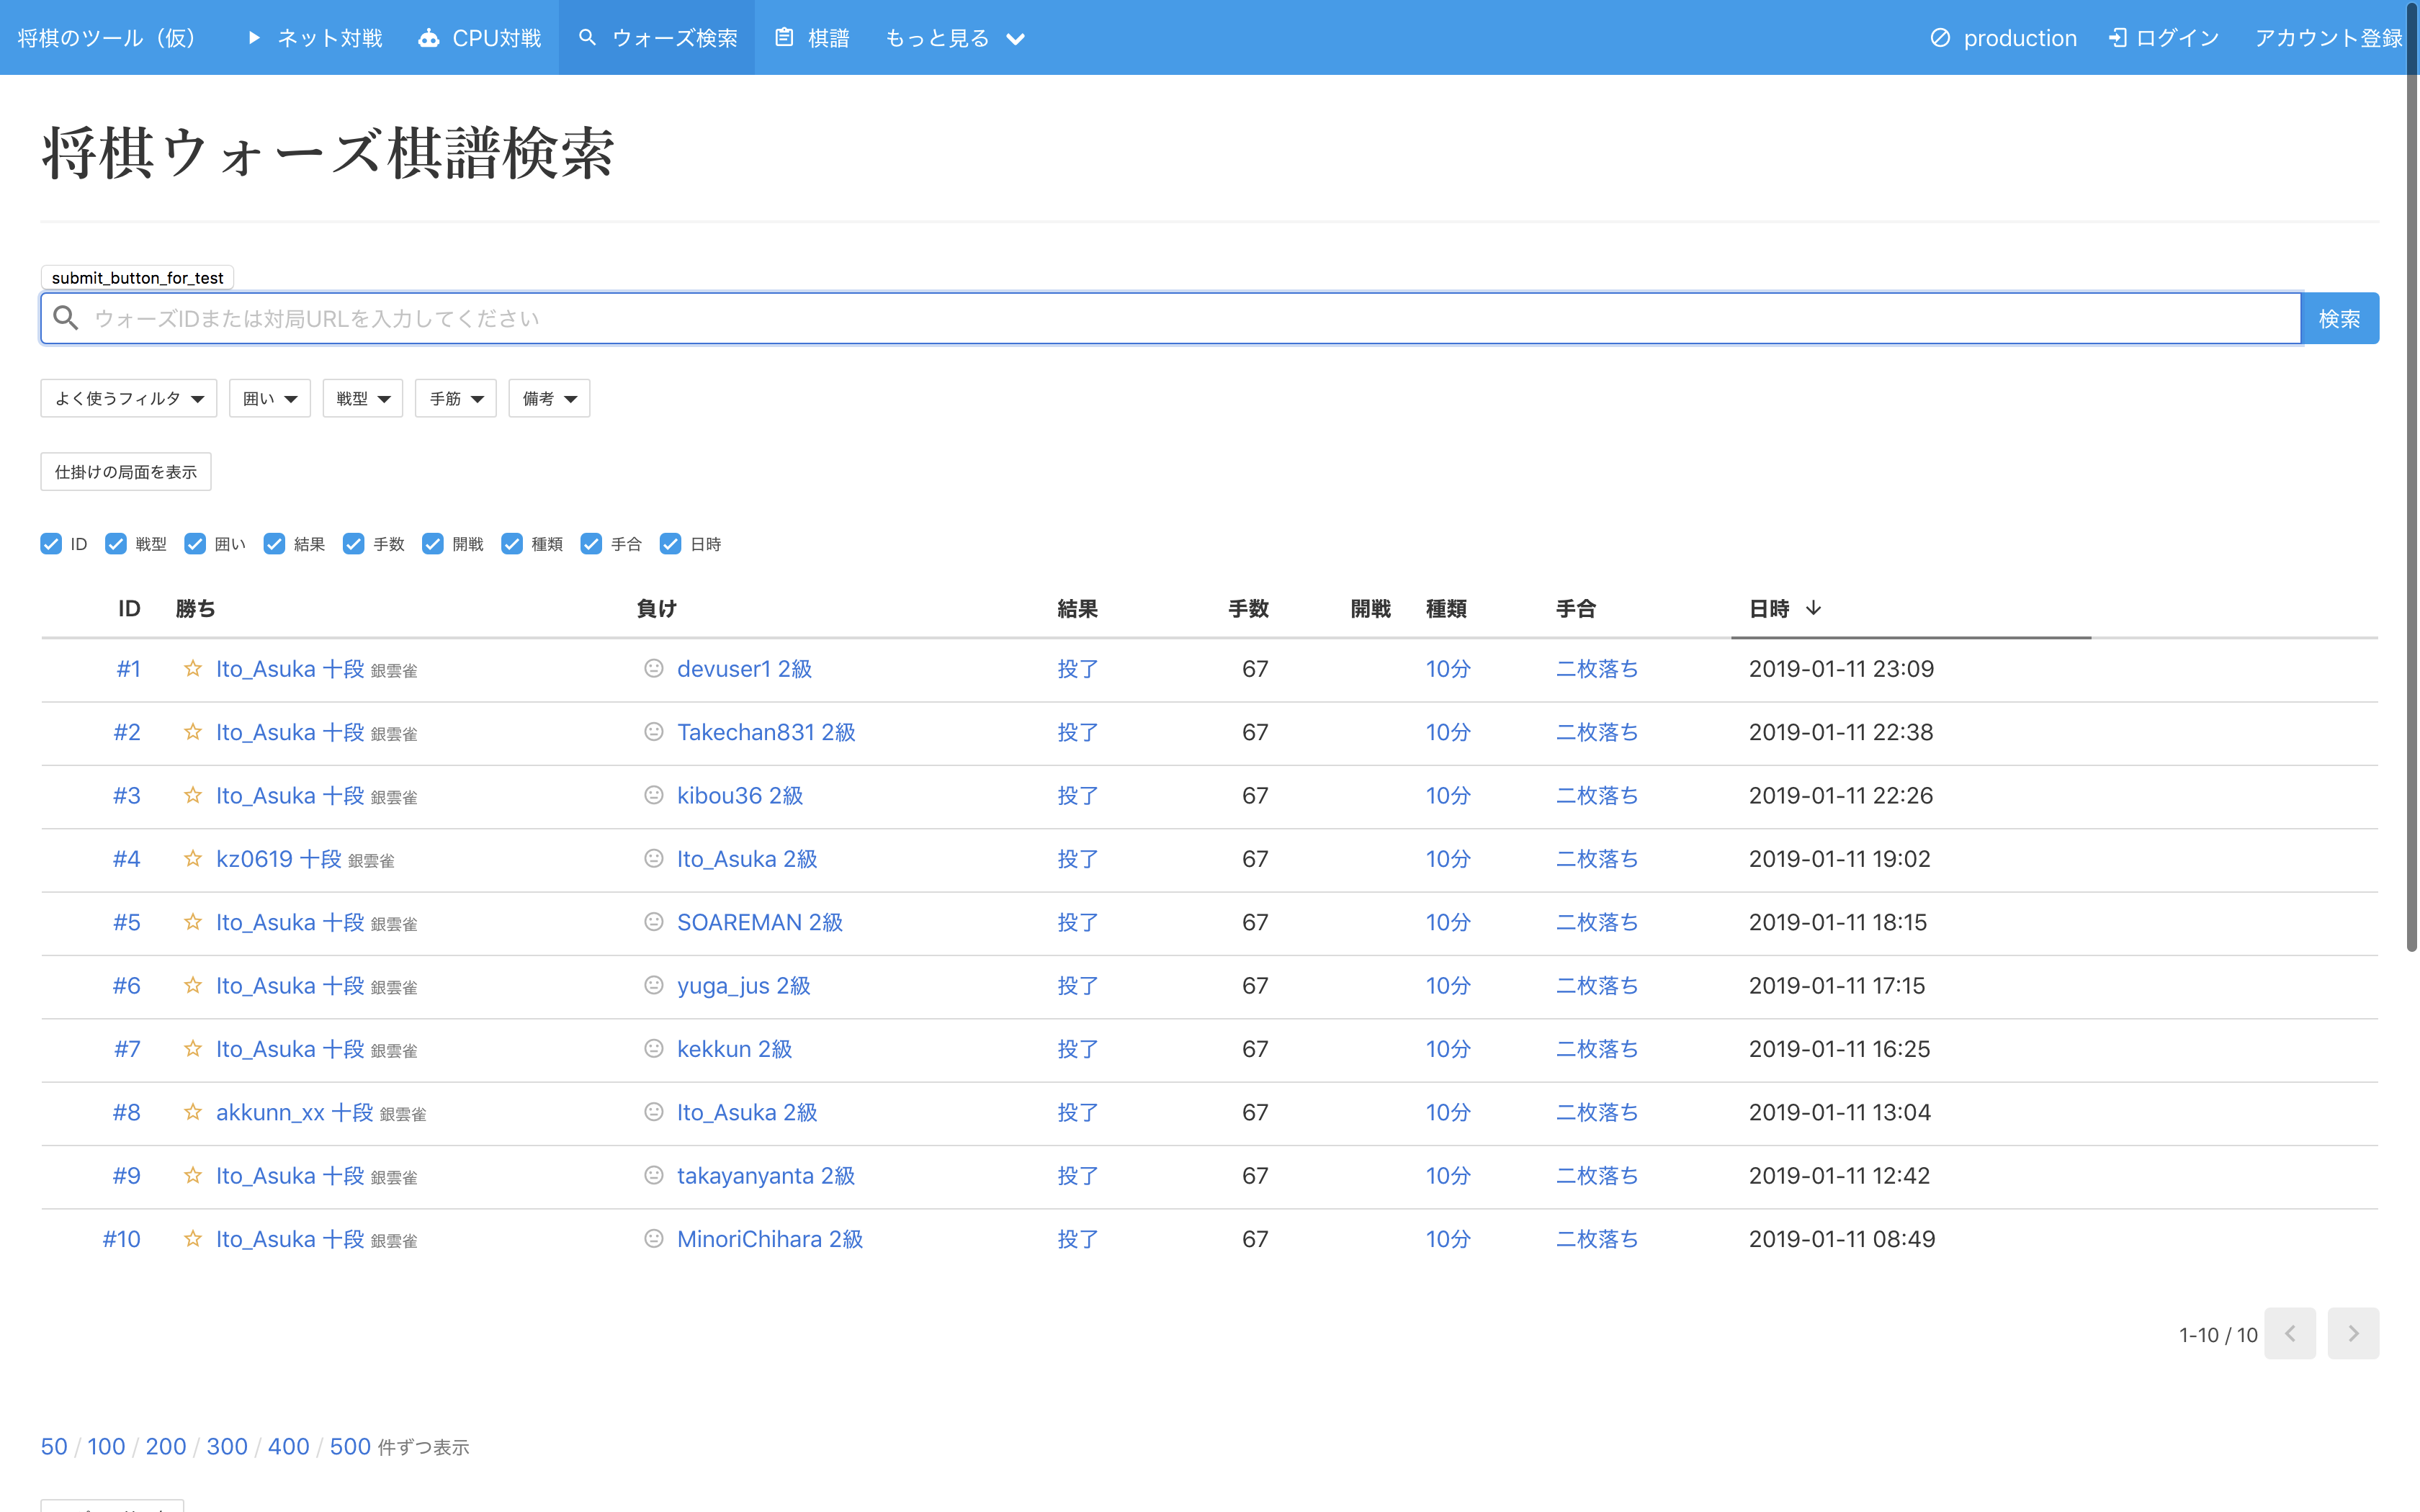 将棋のツール（仮） ネット対戦 CPU対戦 ウォーズ検索 棋譜 もっと見る production ログイン アカウント登録
将棋ウォーズ棋譜検索
submit_button_for_test
ウォーズIDまたは対局URLを入力してください 検索
よく使うフィルタ 囲い 戦型 手筋 備考
仕掛けの局面を表示
ID 戦型 囲い 結果 手数 開戦 種類 手合 日時
ID 勝ち 負け 結果 手数 開戦 種類 手合 日時
#1 Ito_Asuka 十段 銀雲雀 devuser1 2級 投了 67 10分 二枚落ち 2019-01-11 23:09
#2 Ito_Asuka 十段 銀雲雀 Takechan831 2級 投了 67 10分 二枚落ち 2019-01-11 22:38
#3 Ito_Asuka 十段 銀雲雀 kibou36 2級 投了 67 10分 二枚落ち 2019-01-11 22:26
#4 kz0619 十段 銀雲雀 Ito_Asuka 2級 投了 67 10分 二枚落ち 2019-01-11 19:02
#5 Ito_Asuka 十段 銀雲雀 SOAREMAN 2級 投了 67 10分 二枚落ち 2019-01-11 18:15
#6 Ito_Asuka 十段 銀雲雀 yuga_jus 2級 投了 67 10分 二枚落ち 2019-01-11 17:15
#7 Ito_Asuka 十段 銀雲雀 kekkun 2級 投了 67 10分 二枚落ち 2019-01-11 16:25
#8 akkunn_xx 十段 銀雲雀 Ito_Asuka 2級 投了 67 10分 二枚落ち 2019-01-11 13:04
#9 Ito_Asuka 十段 銀雲雀 takayanyanta 2級 投了 67 10分 二枚落ち 2019-01-11 12:42
#10 Ito_Asuka 十段 銀雲雀 MinoriChihara 2級 投了 67 10分 二枚落ち 2019-01-11 08:49
1-10 / 10
50 / 100 / 200 / 300 / 400 / 500 件ずつ表示